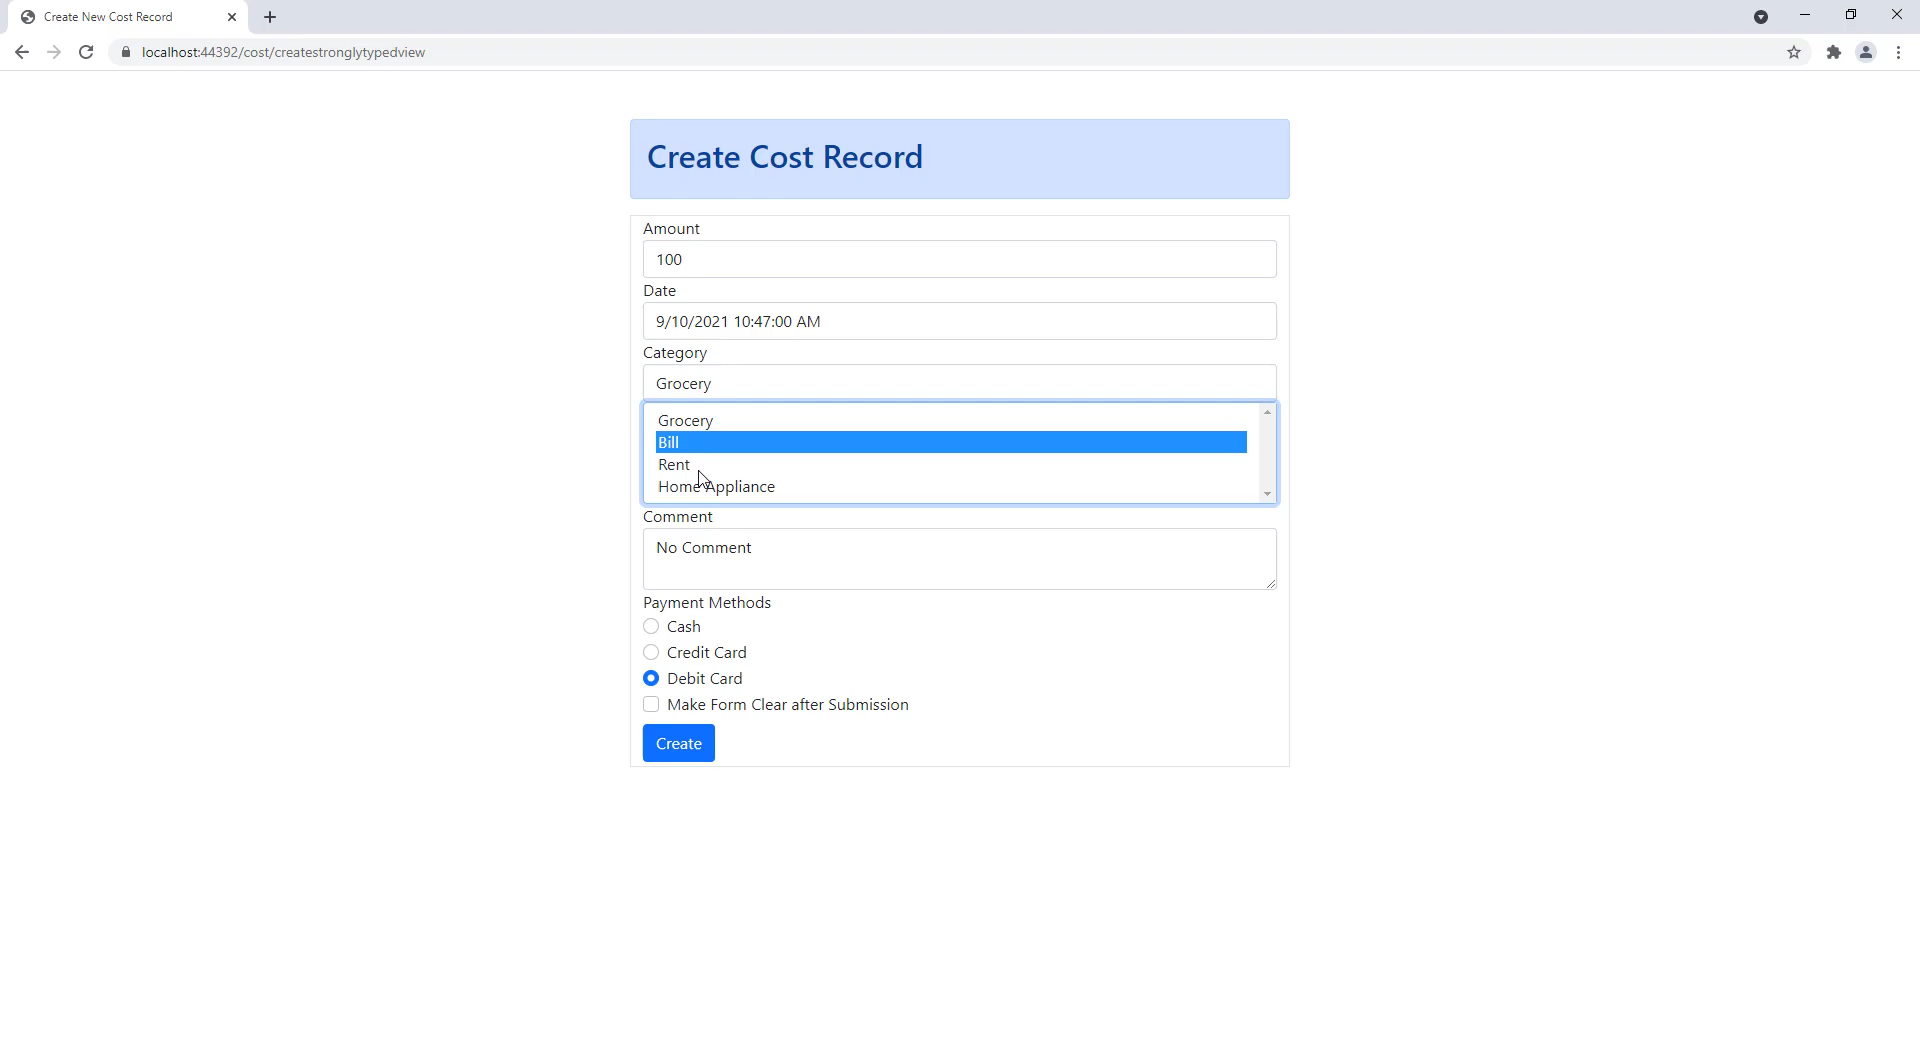 Create New Cost Record
localhost:44392/cost/createstronglytypedview
Create Cost Record
Amount
100
Date
9/10/2021 10:47:00 AM
Category
Grocery
Grocery
Bill
Rent
Home Appliance
Comment
No Comment
Payment Methods
Cash
Credit Card
Debit Card
Make Form Clear after Submission
Create